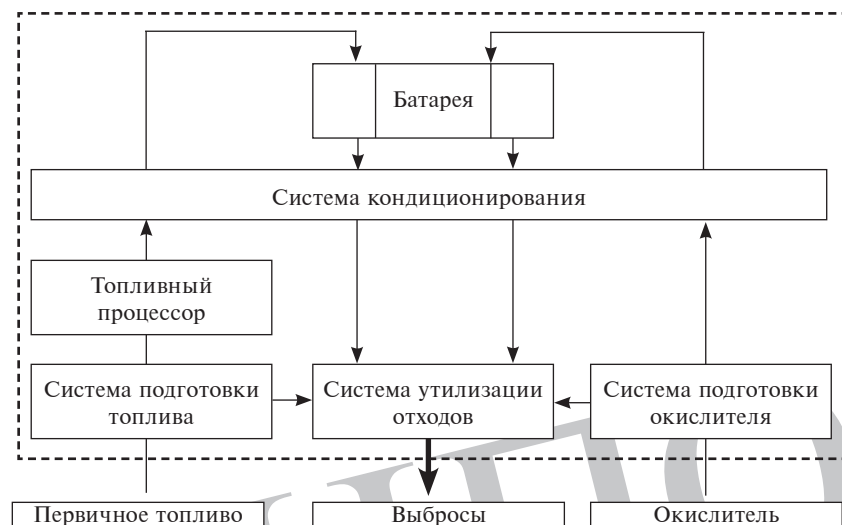 Батарея
Система кондиционирования
Топливный
процессор
Система подготовки
топлива
Система утилизации
отходов
Система подготовки
окислителя
Первичное топливо
Выбросы
Окислитель